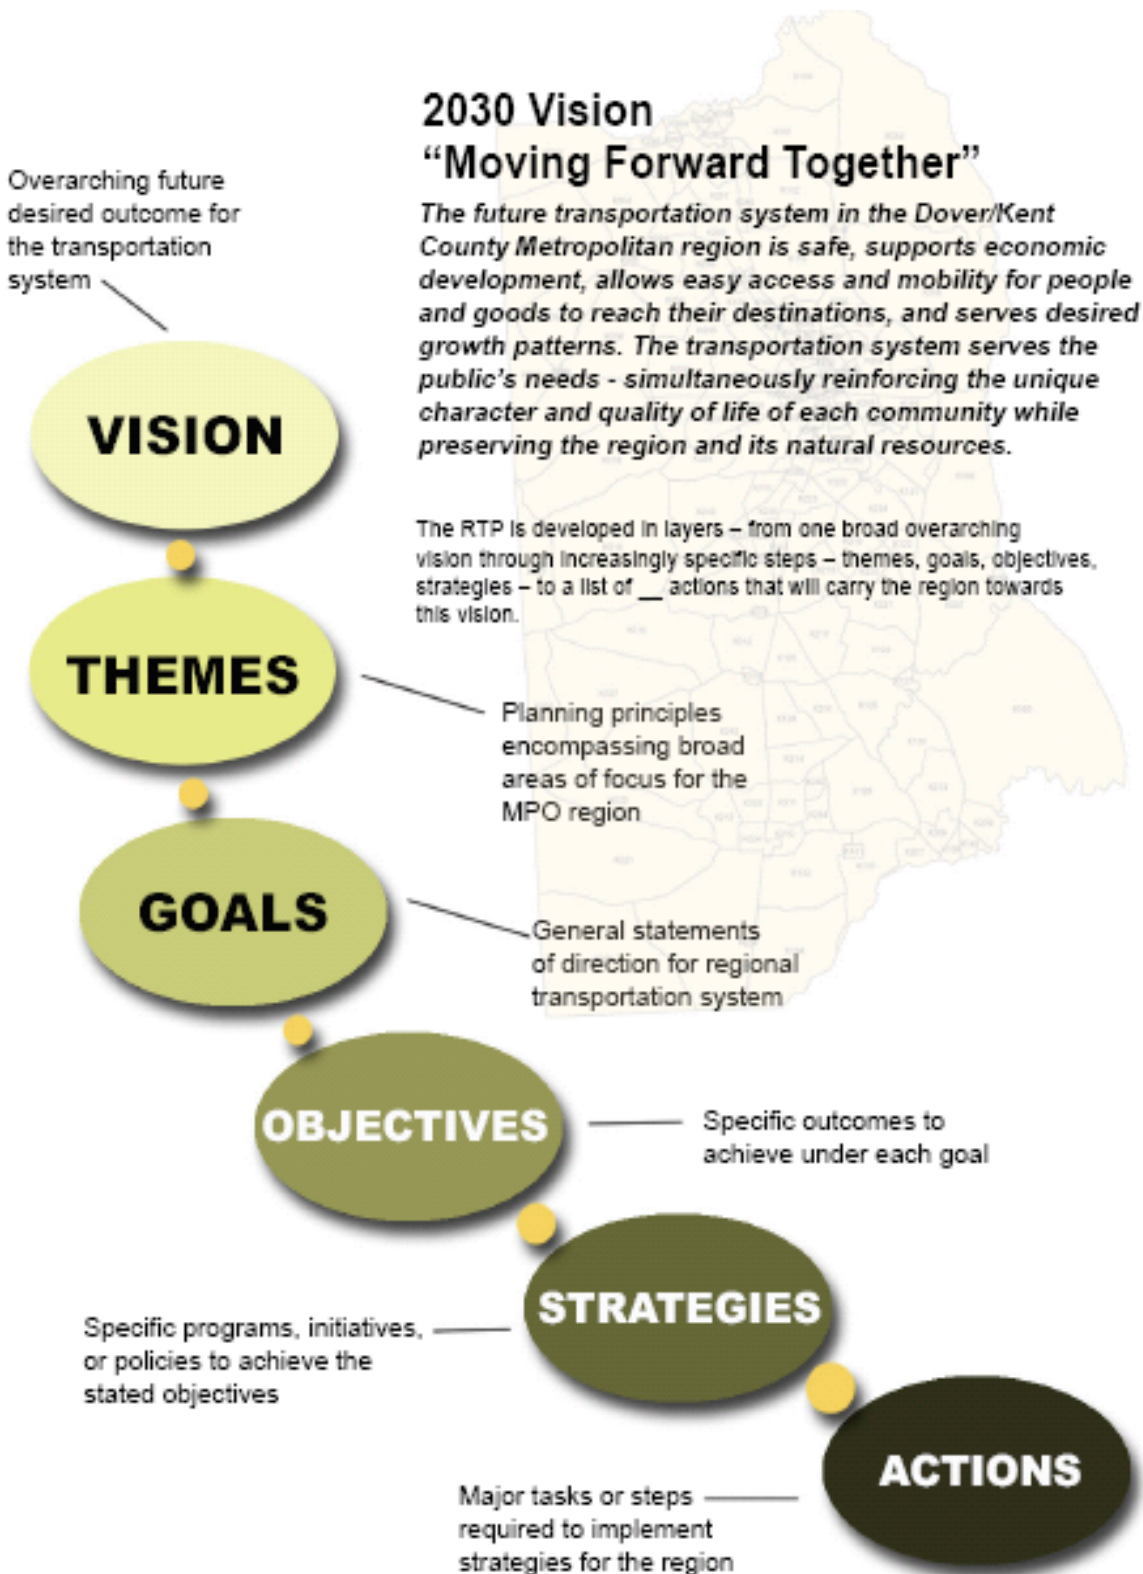 2030 Vision
“Moving Forward Together”
Overarching future
desired outcome for
the transportation
system
The future transportation system in the Dover/Kent
County Metropolitan region is safe, supports economic
development, allows easy access and mobility for people
and goods to reach their destinations, and serves desired
growth patterns. The transportation system serves the
public’s needs - simultaneously reinforcing the unique
character and quality of life of each community while
preserving the region and its natural resources.
VISION
The RTP is developed in layers – from one broad overarching
vision through increasingly specific steps – themes, goals, objectives,
strategies – to a list of __ actions that will carry the region towards
this vision.
THEMES
Planning principles
encompassing broad
areas of focus for the
MPO region
GOALS
General statements
of direction for regional
transportation system
OBJECTIVES
Specific outcomes to
achieve under each goal
STRATEGIES
Specific programs, initiatives,
or policies to achieve the
stated objectives
ACTIONS
Major tasks or steps
required to implement
strategies for the region